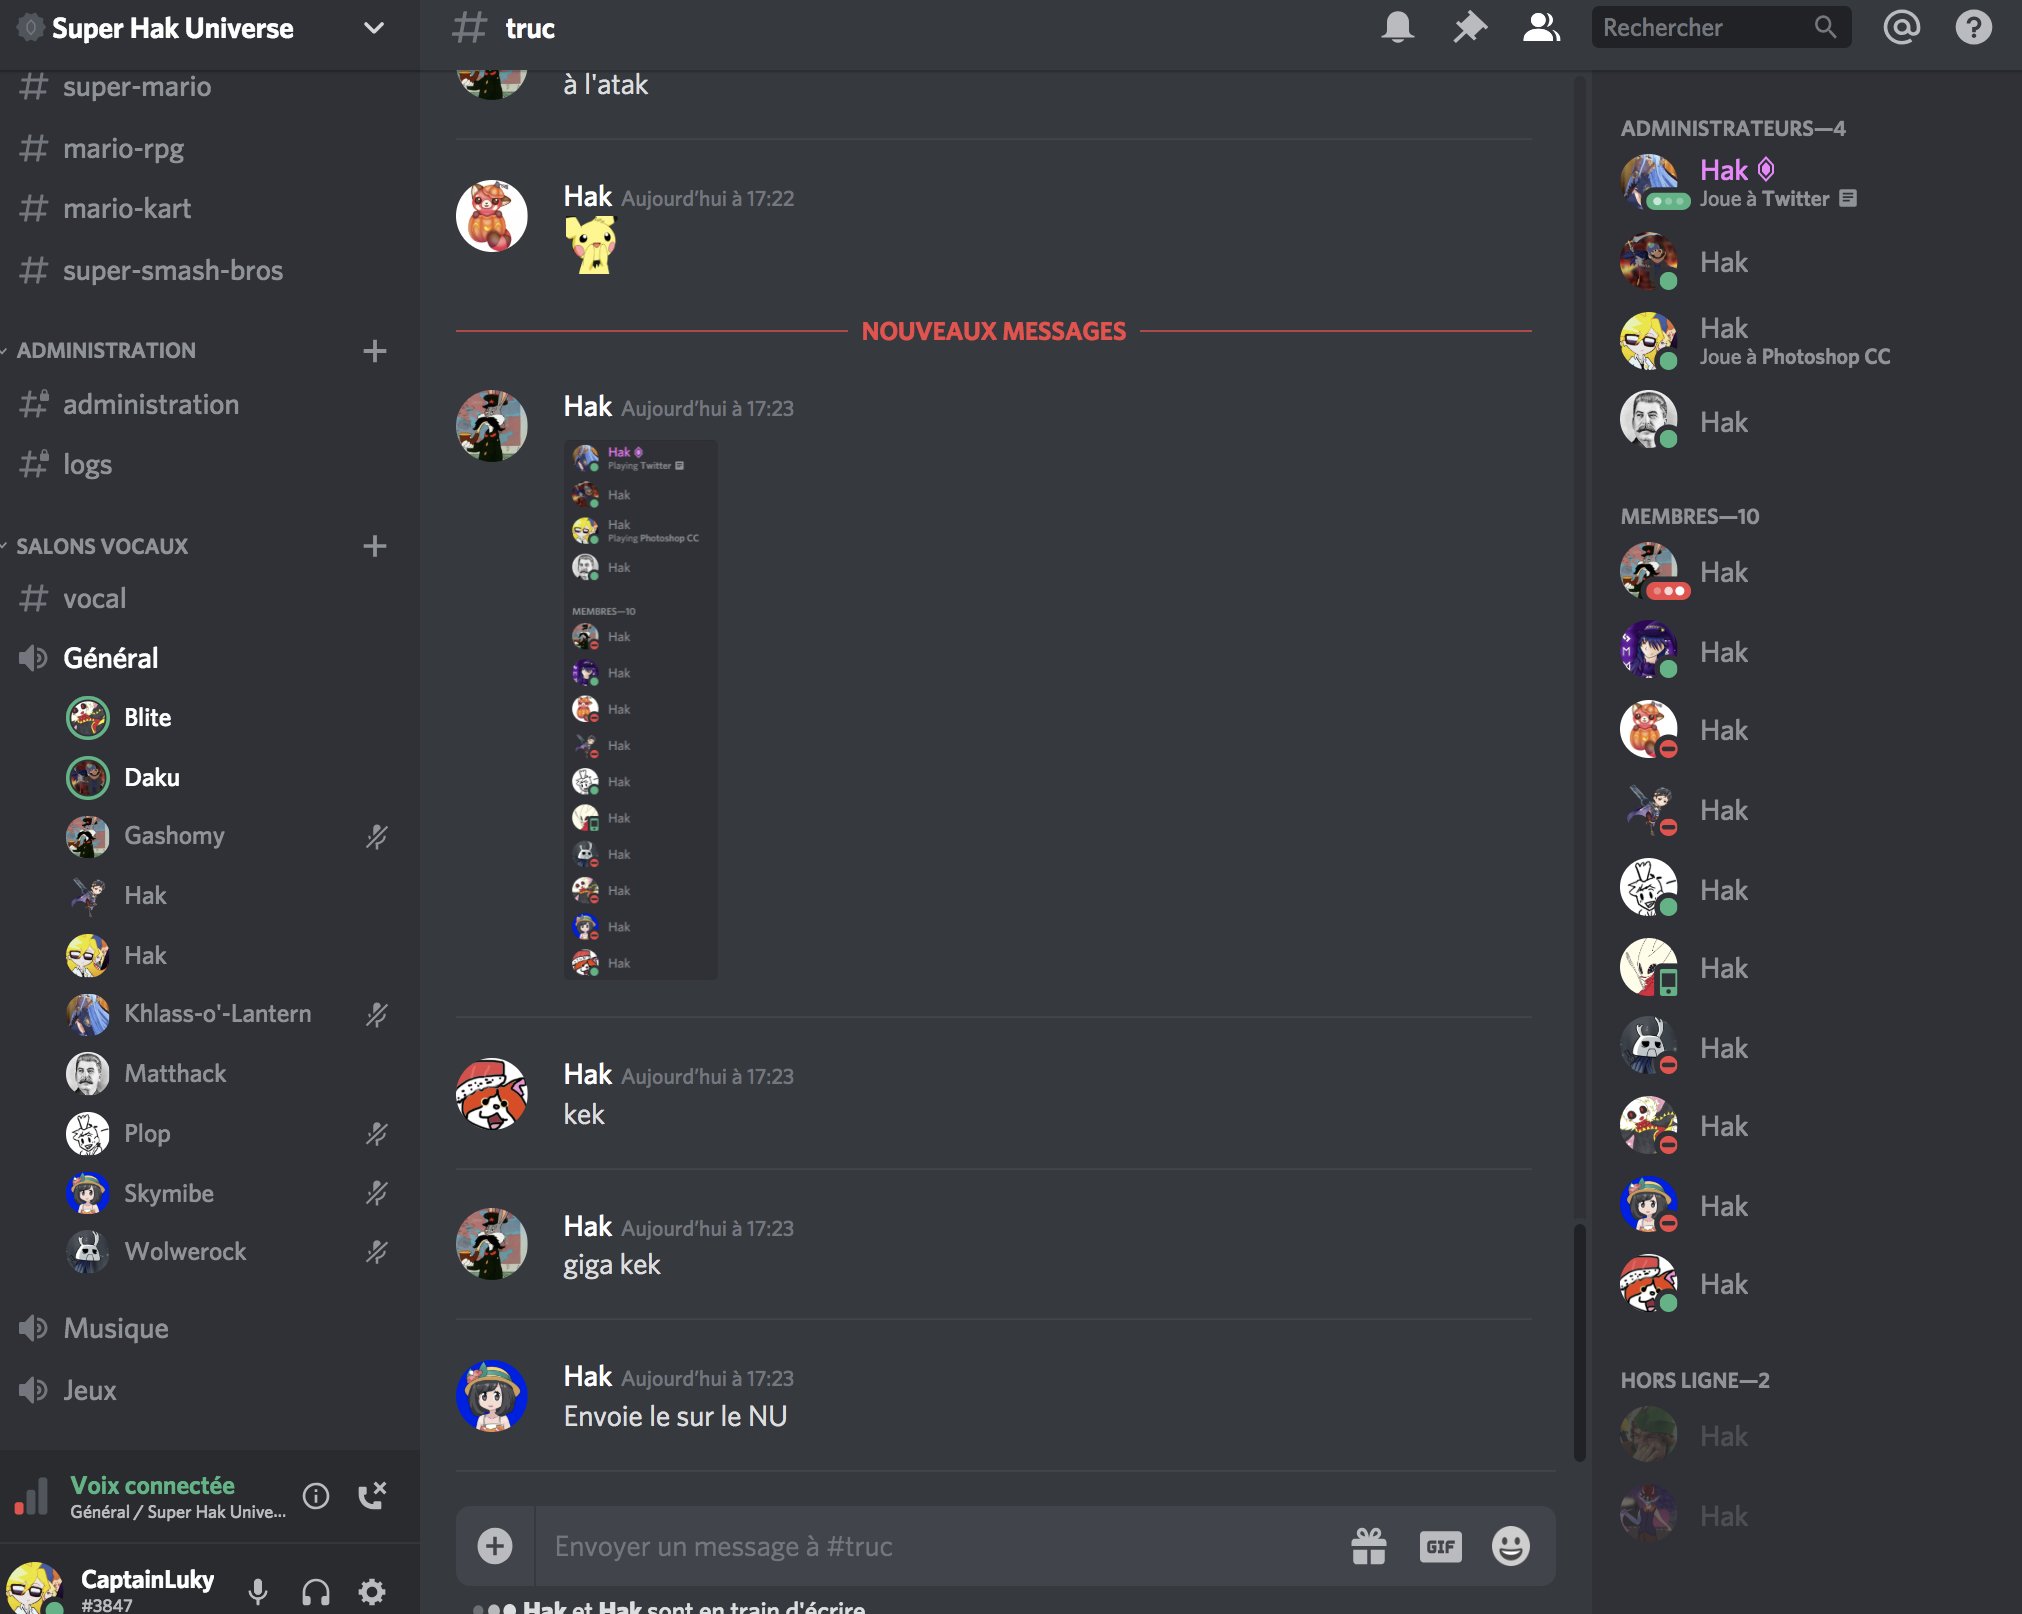 Super Hak Universe
super-mario
mario-rpg
mario-kart
super-smash-bros
ADMINISTRATION
administration
logs
SALONS VOCAUX
vocal
Général
Blite
Daku
Gashomy
Hak
Hak
Khlass-o'-Lantern
Matthack
Plop
Skymibe
Wolwerock
Musique
Jeux
Voix connectée
Général / Super Hak Unive...
CaptainLuky
#3847
# truc
Rechercher
à l'atak
Hak Aujourd'hui à 17:22
NOUVEAUX MESSAGES
Hak Aujourd'hui à 17:23
Hak
Playing Twitter
Hak
Hak
Playing Photoshop CC
Hak
MEMBRES—10
Hak
Hak
Hak
Hak
Hak
Hak
Hak
Hak
Hak
Hak
Hak Aujourd'hui à 17:23
kek
Hak Aujourd'hui à 17:23
giga kek
Hak Aujourd'hui à 17:23
Envoie le sur le NU
Envoyer un message à #truc
GIF
Hak et Hak sont en train d'écrire
ADMINISTRATEURS—4
Hak
Joue à Twitter
Hak
Hak
Joue à Photoshop CC
Hak
MEMBRES—10
Hak
Hak
Hak
Hak
Hak
Hak
Hak
Hak
Hak
Hak
HORS LIGNE—2
Hak
Hak